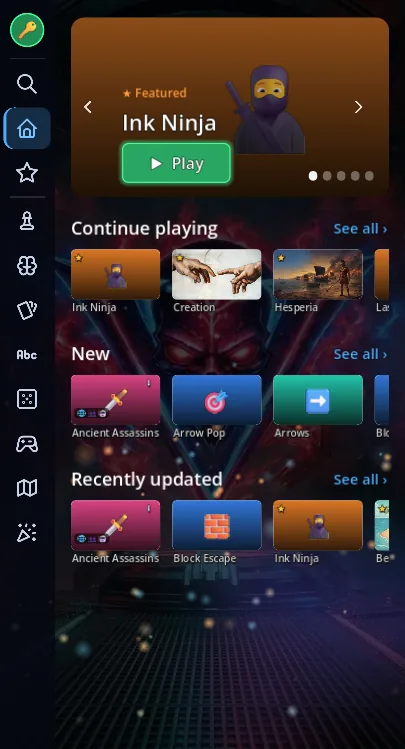 ★ Featured
Ink Ninja
▶ Play
Continue playing
See all ›
Ink Ninja
Creation
Hesperia
New
See all ›
Ancient Assassins
Arrow Pop
Arrows
Recently updated
See all ›
Ancient Assassins
Block Escape
Ink Ninja
Abc